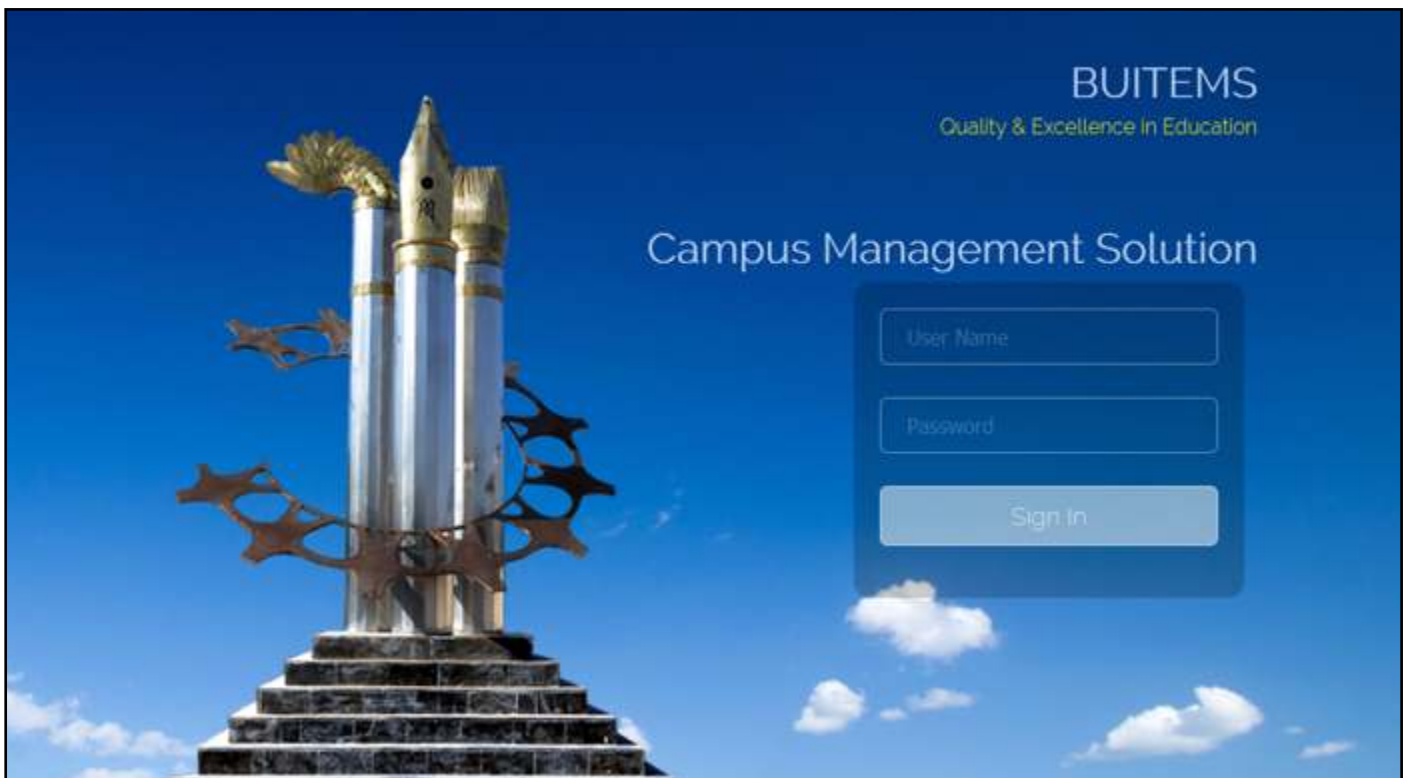 BUITEMS
Quality & Excellence in Education
Campus Management Solution
User Name
Password
Sign In